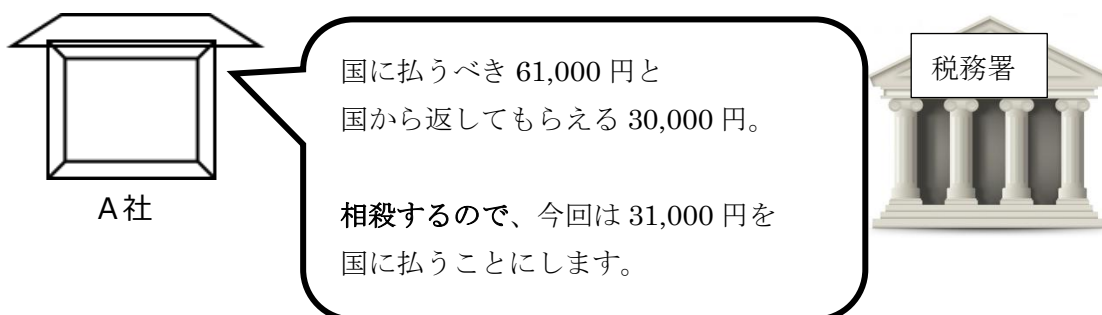 国に払うべき 61,000 円と
国から返してもらえる 30,000 円。
相殺するので、今回は 31,000 円を
国に払うことにします。
A社
税務署